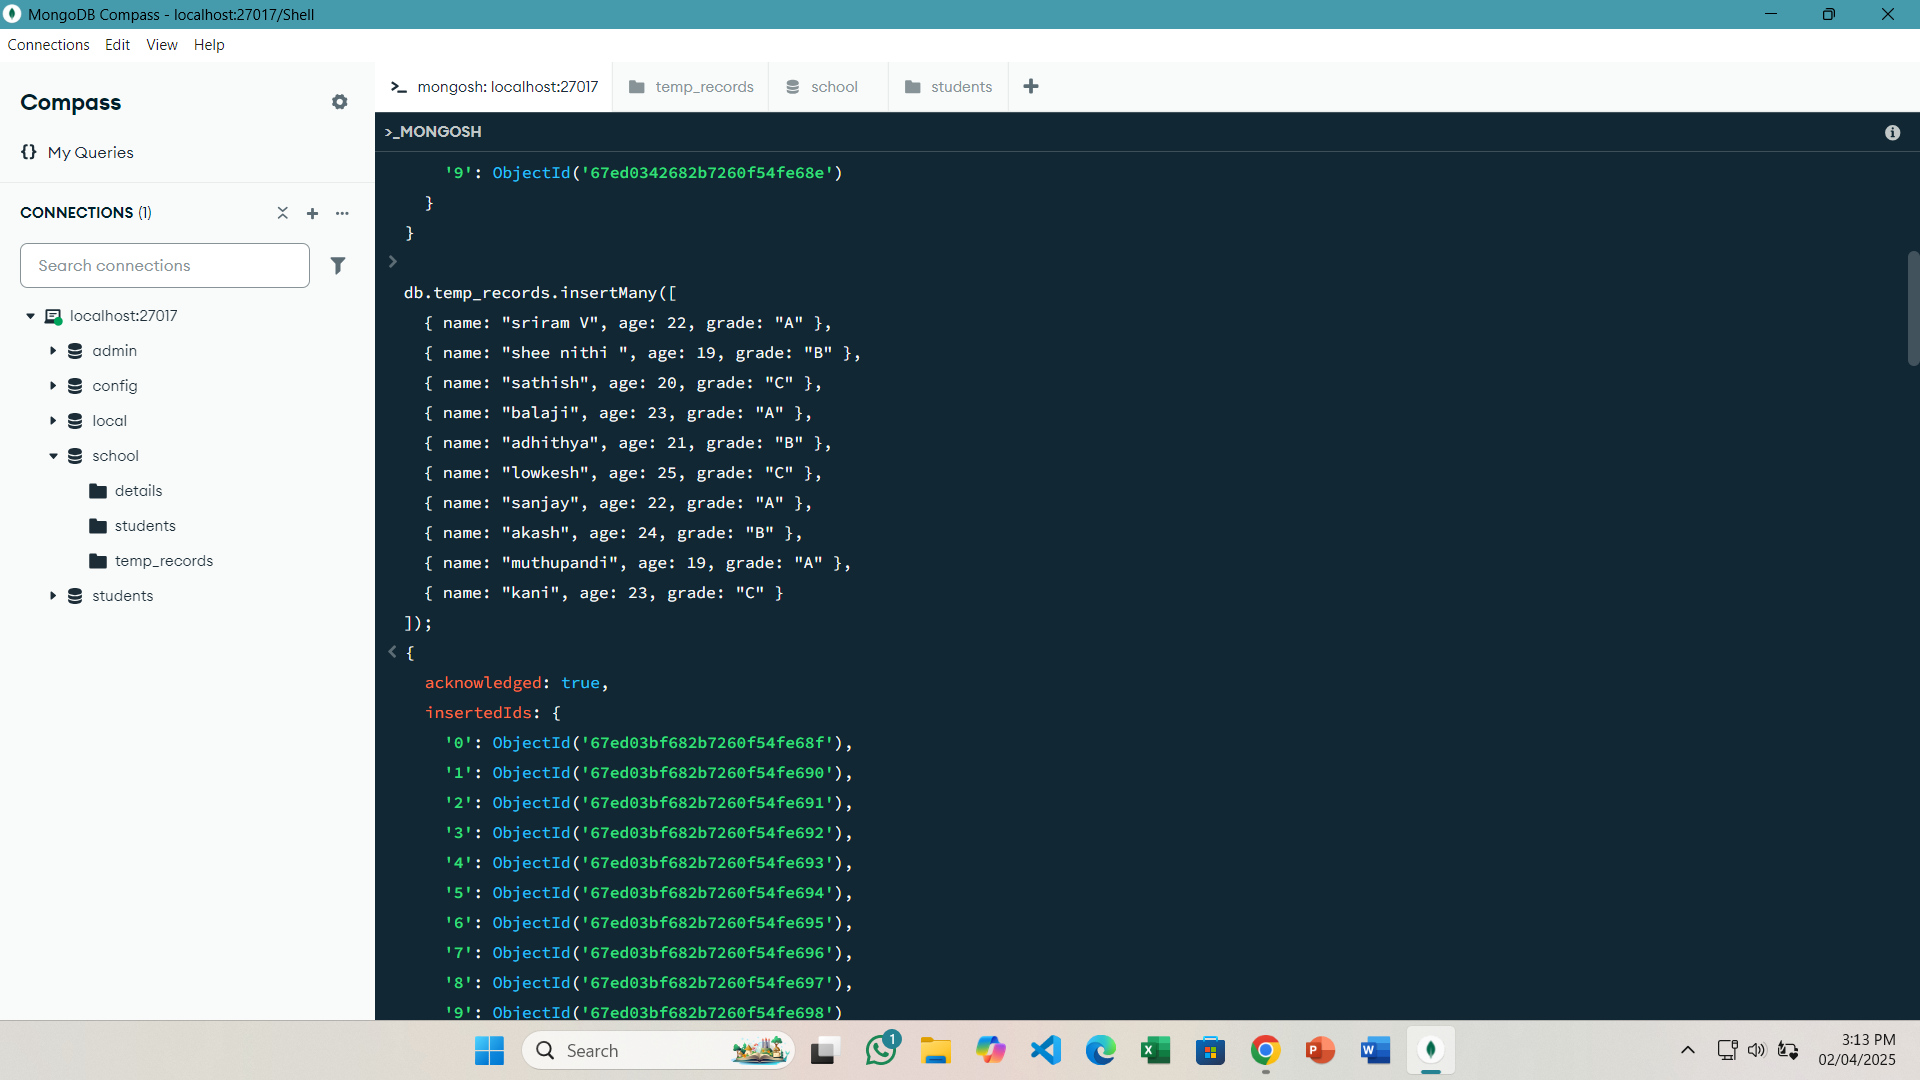 MongoDB Compass - localhost:27017/Shell
Connections Edit View Help
Compass
{} My Queries
CONNECTIONS (1)
Search connections
localhost:27017
admin
config
local
school
details
students
temp_records
students
mongosh: localhost:27017 temp_records school students
>_MONGOSH
'9': ObjectId('67ed0342682b7260f54fe68e')
}
}
>
db.temp_records.insertMany([
{ name: "sriram V", age: 22, grade: "A" },
{ name: "shee nithi ", age: 19, grade: "B" },
{ name: "sathish", age: 20, grade: "C" },
{ name: "balaji", age: 23, grade: "A" },
{ name: "adhithya", age: 21, grade: "B" },
{ name: "lowkesh", age: 25, grade: "C" },
{ name: "sanjay", age: 22, grade: "A" },
{ name: "akash", age: 24, grade: "B" },
{ name: "muthupandi", age: 19, grade: "A" },
{ name: "kani", age: 23, grade: "C" }
]);
< {
acknowledged: true,
insertedIds: {
'0': ObjectId('67ed03bf682b7260f54fe68f'),
'1': ObjectId('67ed03bf682b7260f54fe690'),
'2': ObjectId('67ed03bf682b7260f54fe691'),
'3': ObjectId('67ed03bf682b7260f54fe692'),
'4': ObjectId('67ed03bf682b7260f54fe693'),
'5': ObjectId('67ed03bf682b7260f54fe694'),
'6': ObjectId('67ed03bf682b7260f54fe695'),
'7': ObjectId('67ed03bf682b7260f54fe696'),
'8': ObjectId('67ed03bf682b7260f54fe697'),
'9': ObjectId('67ed03bf682b7260f54fe698')
Search
1
3:13 PM
02/04/2025